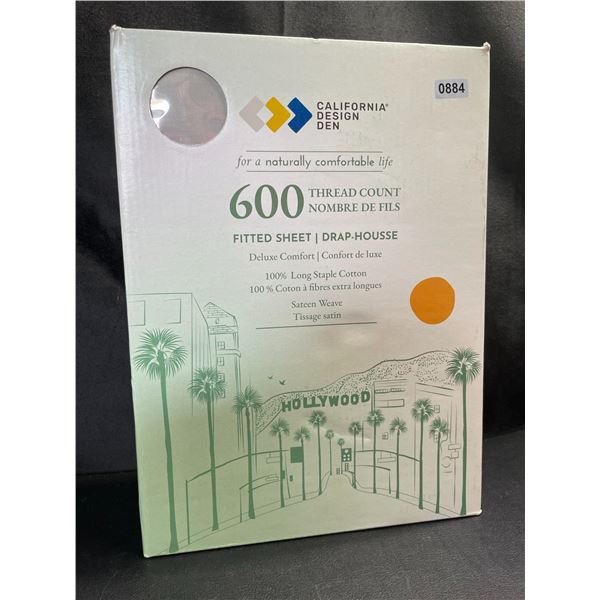 0884
CALIFORNIA®
DESIGN
DEN
for a naturally comfortable life
600 THREAD COUNT
NOMBRE DE FILS
FITTED SHEET | DRAP-HOUSSE
Deluxe Comfort | Confort de luxe
100% Long Staple Cotton
100 % Coton à fibres extra longues
Sateen Weave
Tissage satin
HOLLYWOOD